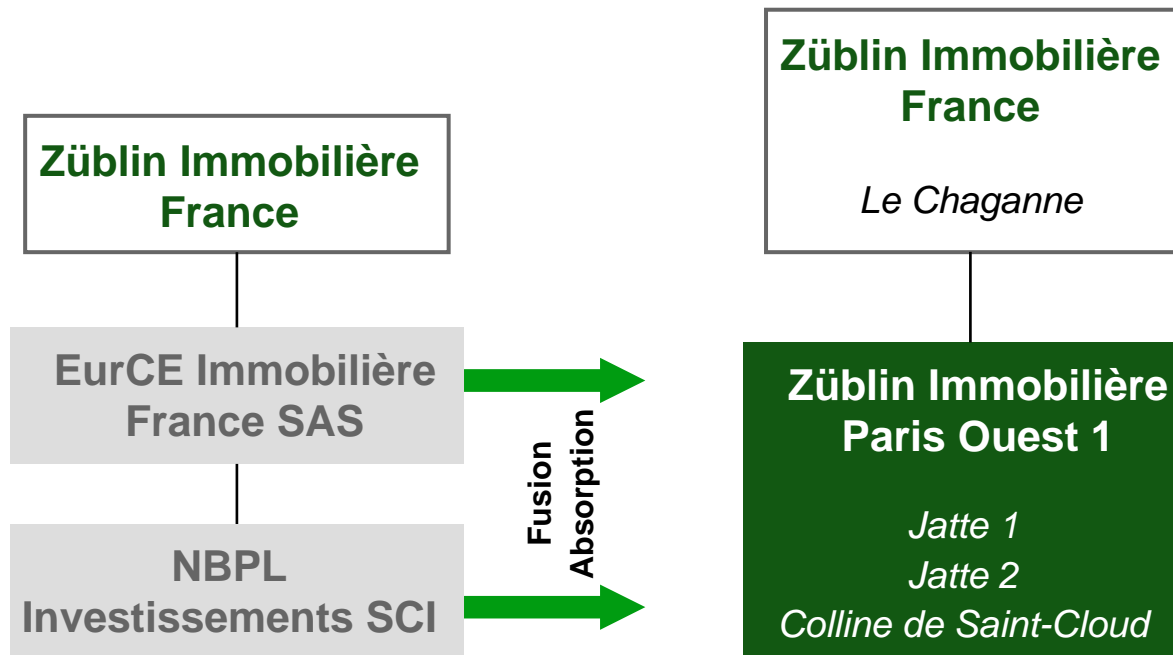 Züblin Immobilière
France
EurCE Immobilière
France SAS
NBPL
Investissements SCI
Fusion
Absorption
Züblin Immobilière
France
Le Chaganne
Züblin Immobilière
Paris Ouest 1
Jatte 1
Jatte 2
Colline de Saint-Cloud